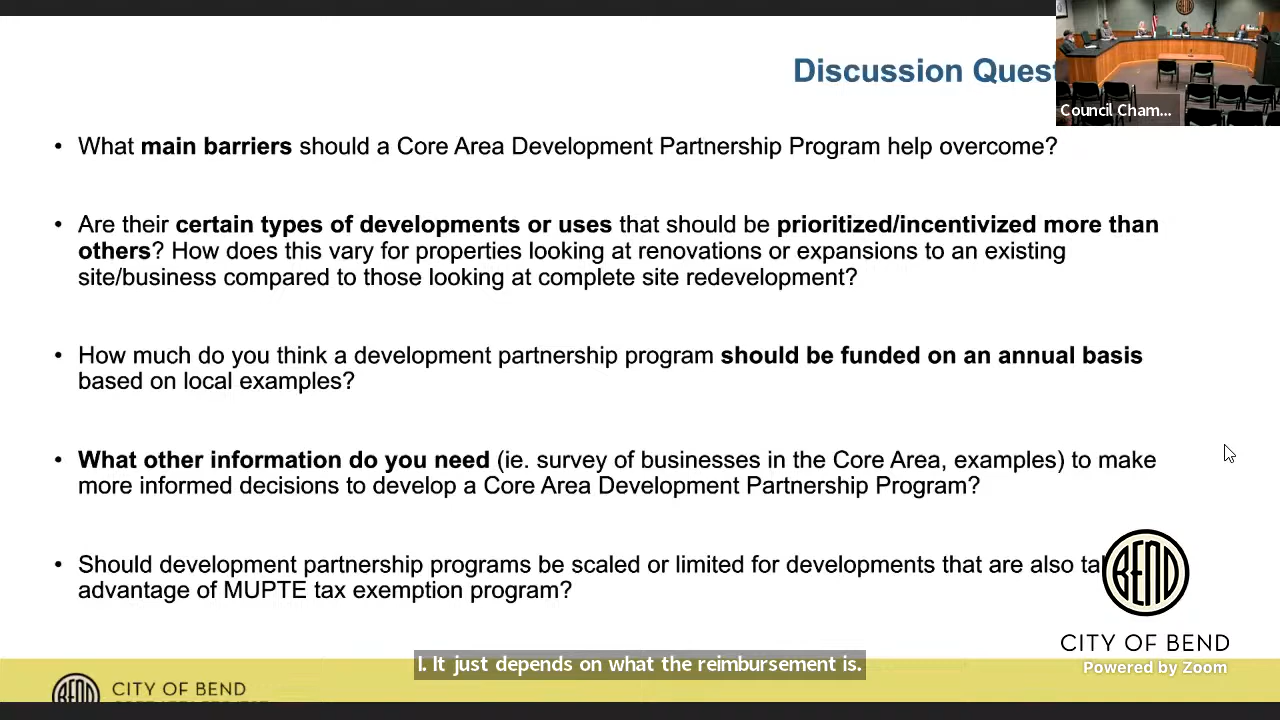 Discussion
Council Cham...
• What main barriers should a Core Area Development Partnership Program help overcome?
• Are their certain types of developments or uses that should be prioritized/incentivized more than
others? How does this vary for properties looking at renovations or expansions to an existing
site/business compared to those looking at complete site redevelopment?
• How much do you think a development partnership program should be funded on an annual basis
based on local examples?
• What other information do you need (ie. survey of businesses in the Core Area, examples) to make
more informed decisions to develop a Core Area Development Partnership Program?
• Should development partnership programs be scaled or limited for developments that are also
advantage of MUPTE tax exemption program?
BEND
CITY OF BEND
Powered by Zoom
I. It just depends on what the reimbursement is.
BEND
CITY OF BEND